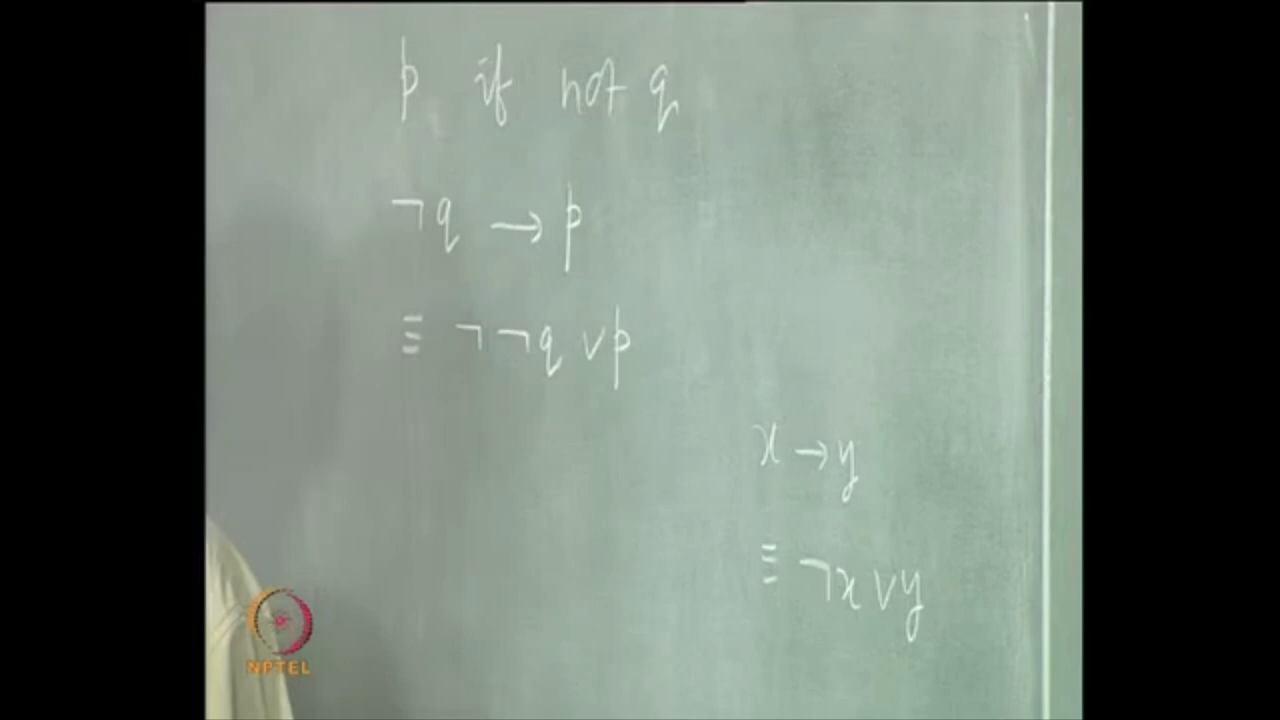 p if not q
¬q → p
≡ ¬¬q ∨ p
x → y
≡ ¬x ∨ y
NPTEL